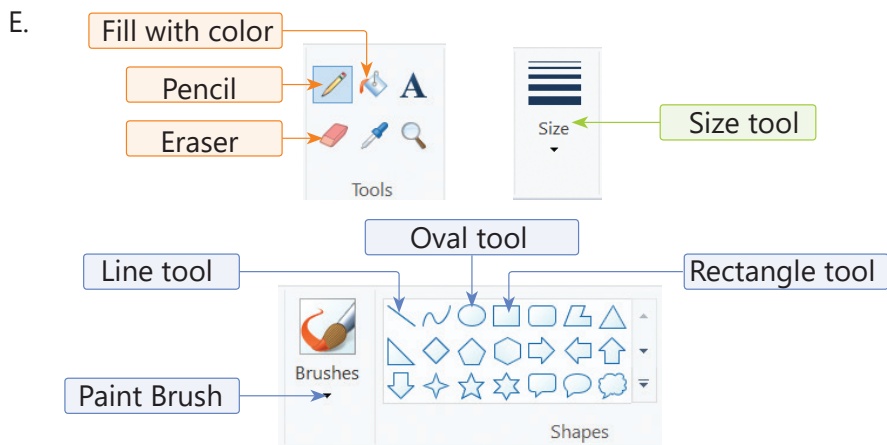 E.
Fill with color
Pencil
A
Eraser
Size
Size tool
Tools
Oval tool
Line tool
Rectangle tool
Brushes
Paint Brush
Shapes